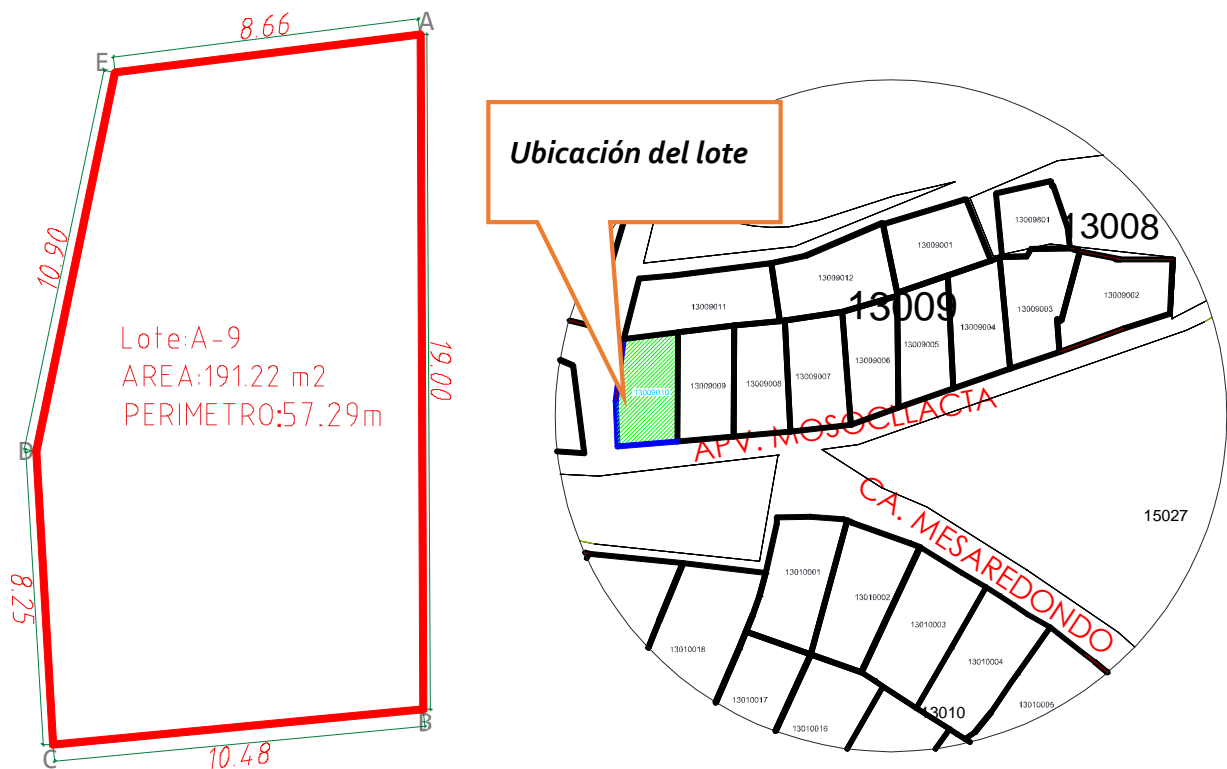 8.66
A
E
10.90
Lote:A-9
AREA:191.22 m2
PERIMETRO:57.29m
19.00
D
8.25
B
C
10.48
Ubicación del lote
13009801
13008
13009001
13009012
13009002
13009011
13009
13009003
13009004
13009005
13009006
13009007
13009008
13009009
13009010
APV. MOSOCLLACTA
CA. MESAREDONDO
15027
13010001
13010002
13010003
13010004
13010005
13010018
13010017
13010016
13010